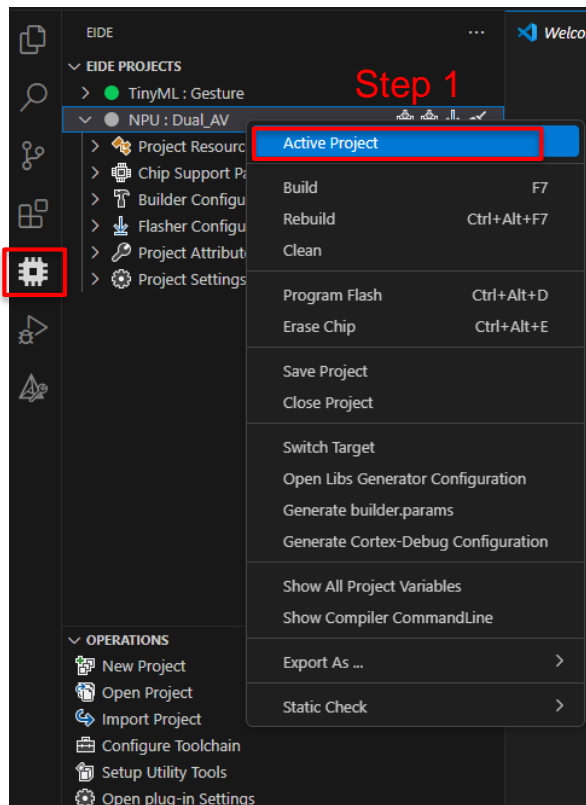 EIDE
...
Welco
EIDE PROJECTS
Step 1
TinyML : Gesture
NPU : Dual_AV
Project Resourc
Chip Support Pa
Builder Configu
Flasher Configu
Project Attribut
Project Settings
Active Project
Build F7
Rebuild Ctrl+Alt+F7
Clean
Program Flash Ctrl+Alt+D
Erase Chip Ctrl+Alt+E
Save Project
Close Project
Switch Target
Open Libs Generator Configuration
Generate builder.params
Generate Cortex-Debug Configuration
Show All Project Variables
Show Compiler CommandLine
Export As ...
Static Check
OPERATIONS
New Project
Open Project
Import Project
Configure Toolchain
Setup Utility Tools
Open plug-in Settings